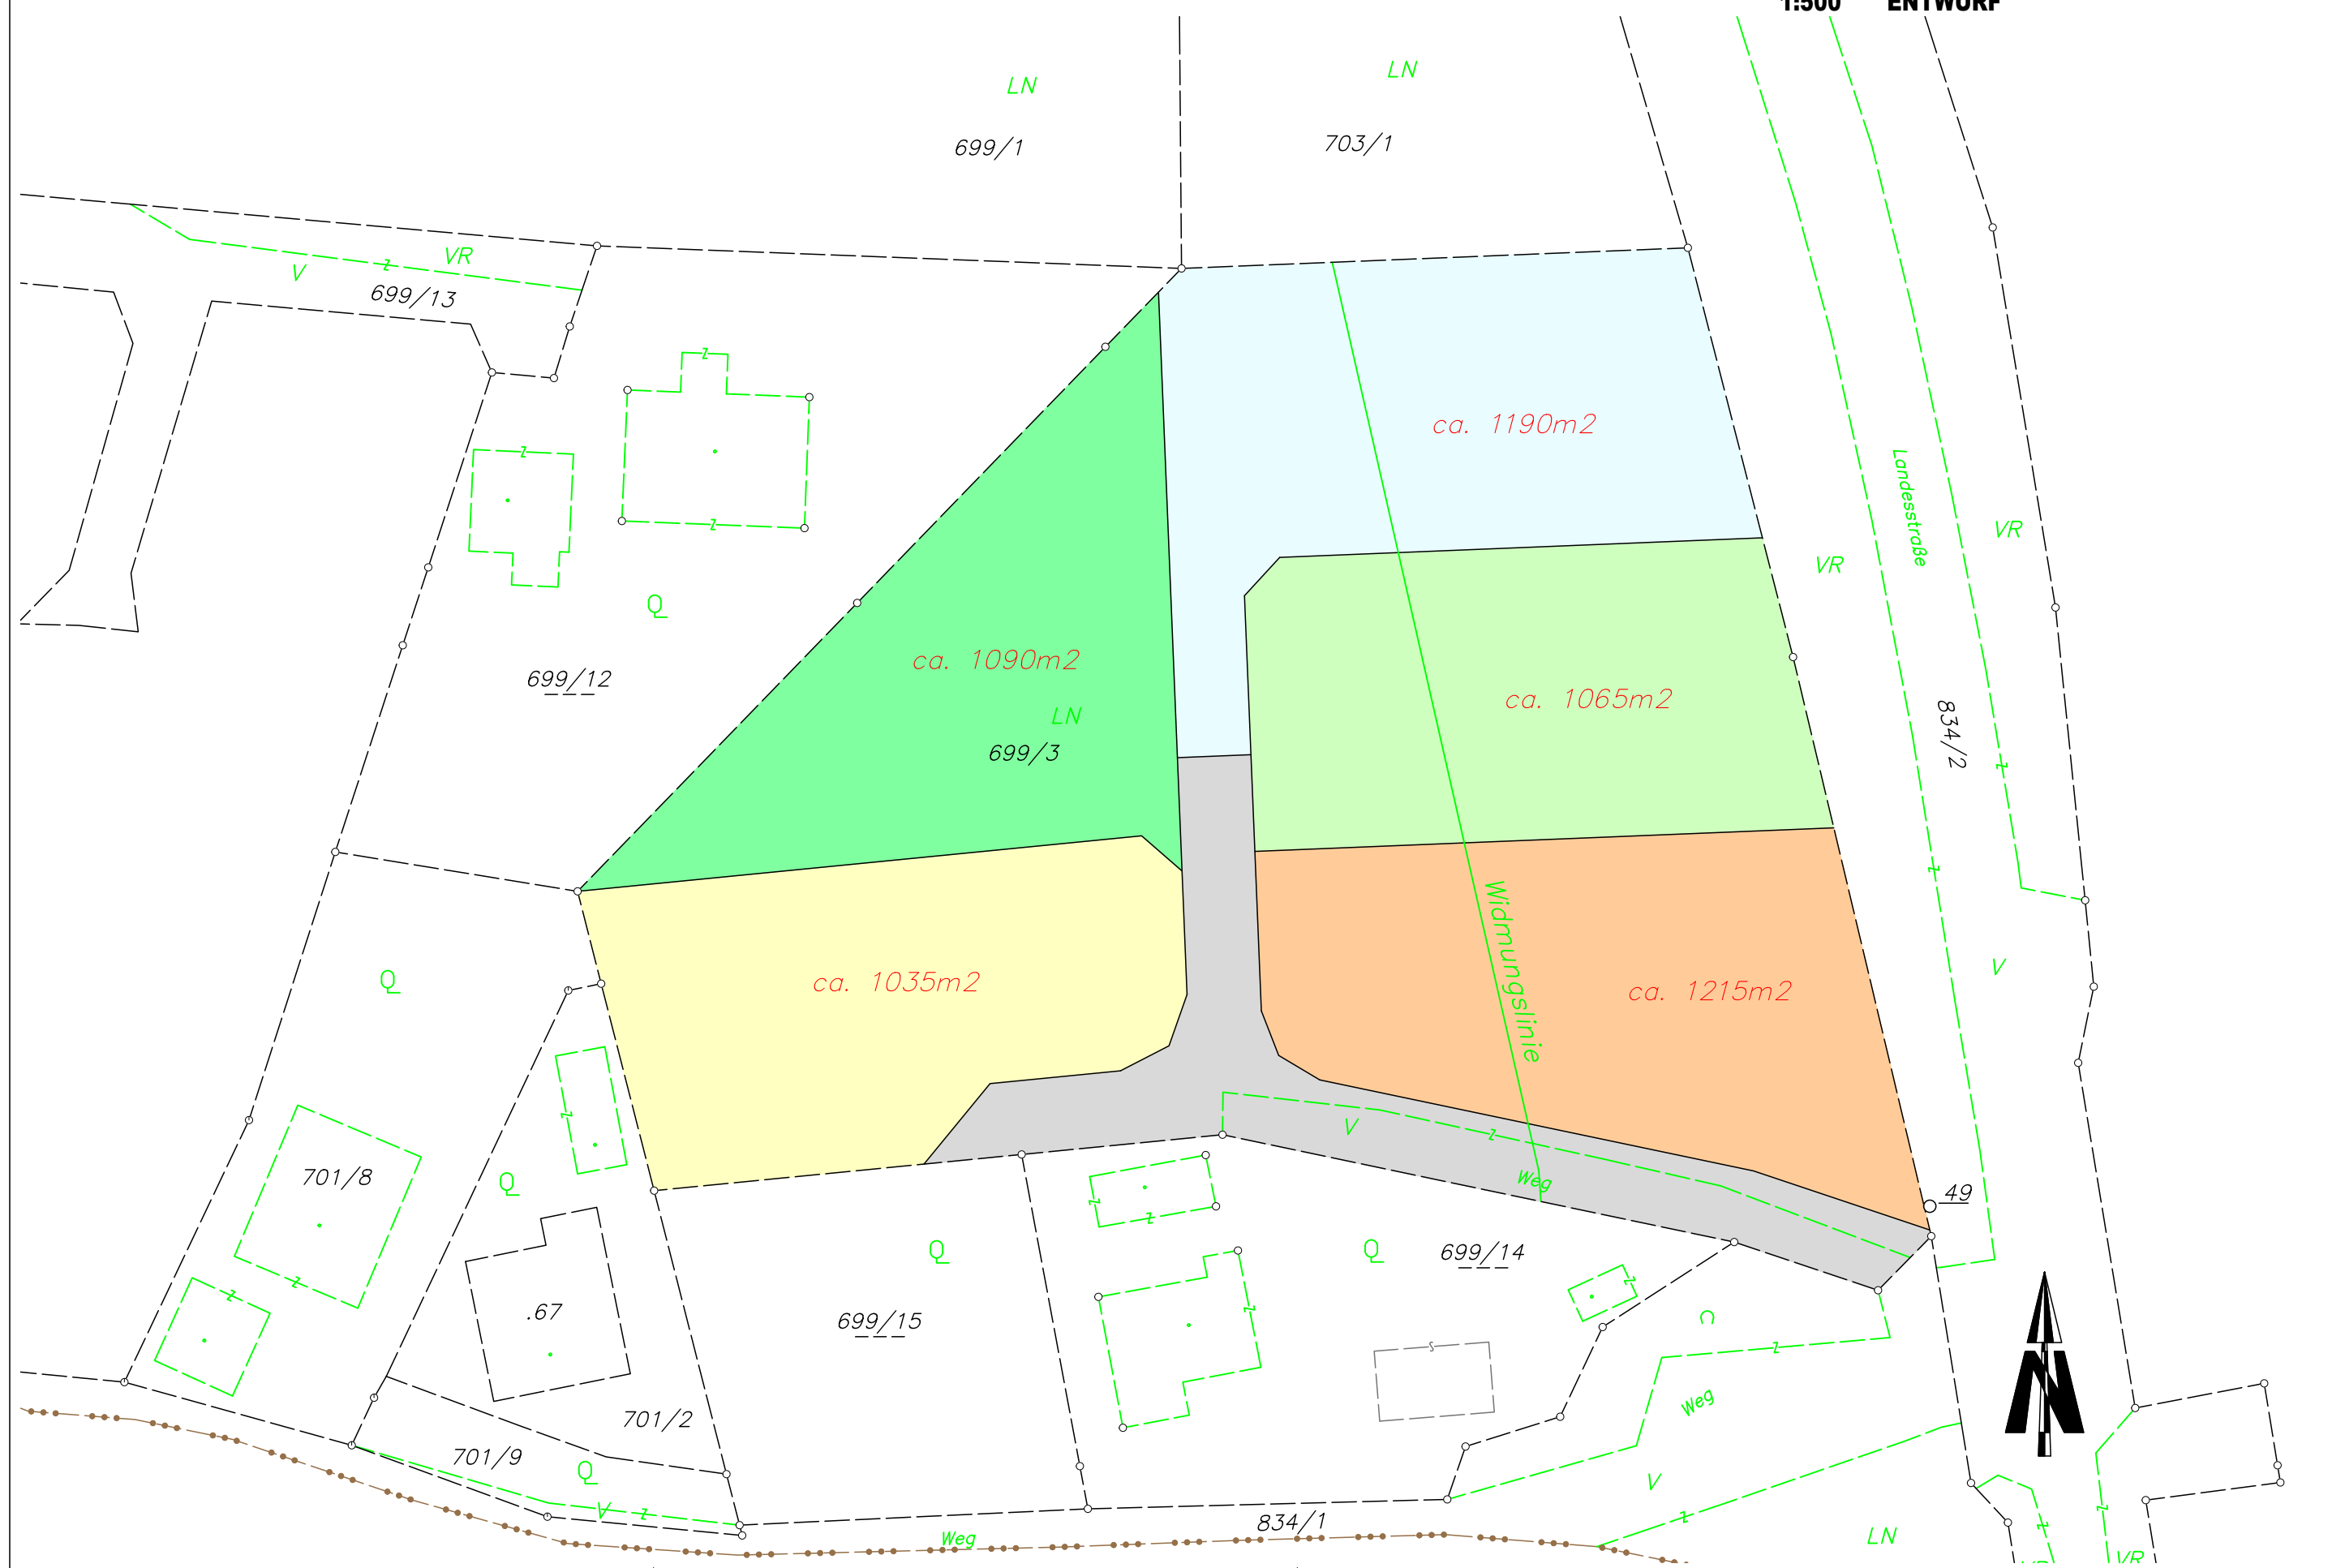 1:500 ENTWURF
LN
LN
699/1
703/1
VR
V
699/13
ca. 1190m2
Landesstraße
VR
VR
Q
ca. 1090m2
699/12
LN
ca. 1065m2
699/3
834/2
Widmungslinie
Q
ca. 1035m2
ca. 1215m2
V
V
701/8
Q
Weg
49
Q
Q
699/14
.67
699/15
Weg
N
701/2
701/9
Q
V
V
834/1
Weg
LN
VR
VR